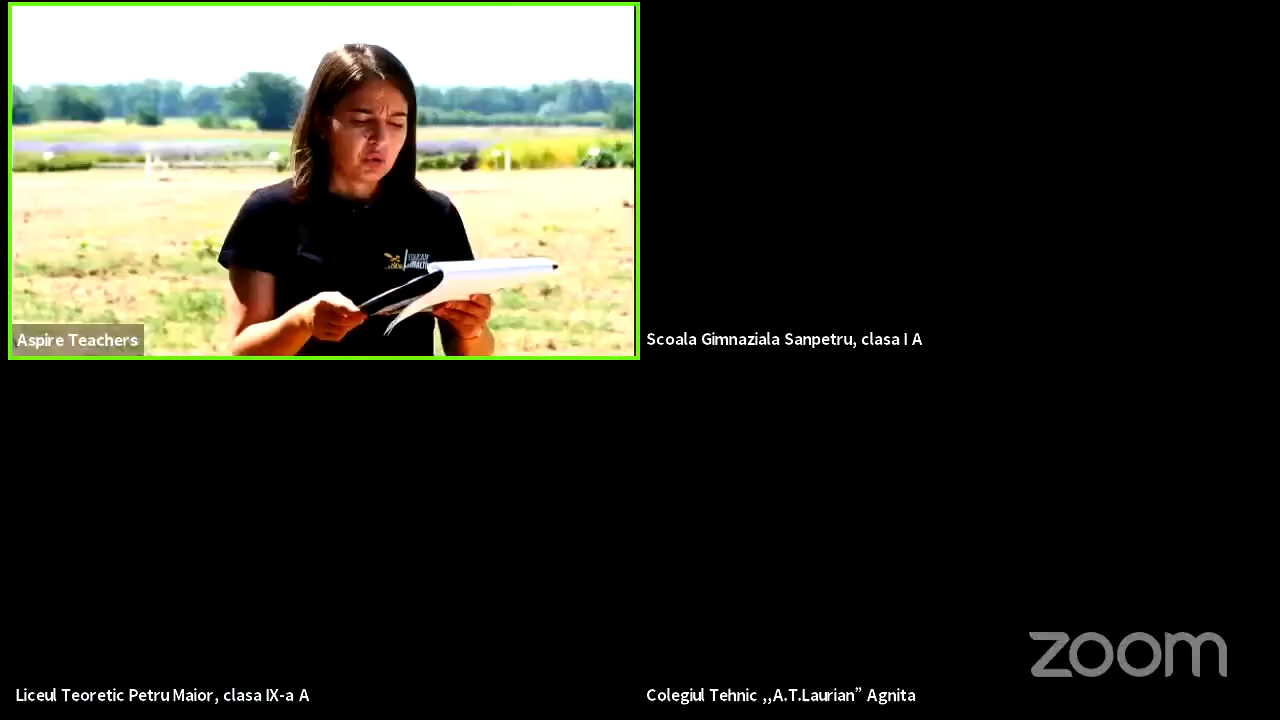 Aspire Teachers
Scoala Gimnaziala Sanpetru, clasa I A
Liceul Teoretic Petru Maior, clasa IX-a A
Colegiul Tehnic ,,A.T.Laurian” Agnita
zoom